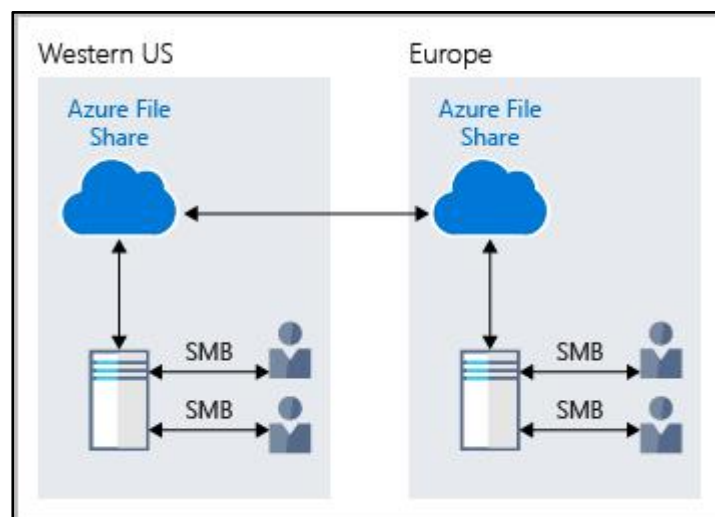 Western US
Azure File
Share
SMB
SMB
Europe
Azure File
Share
SMB
SMB